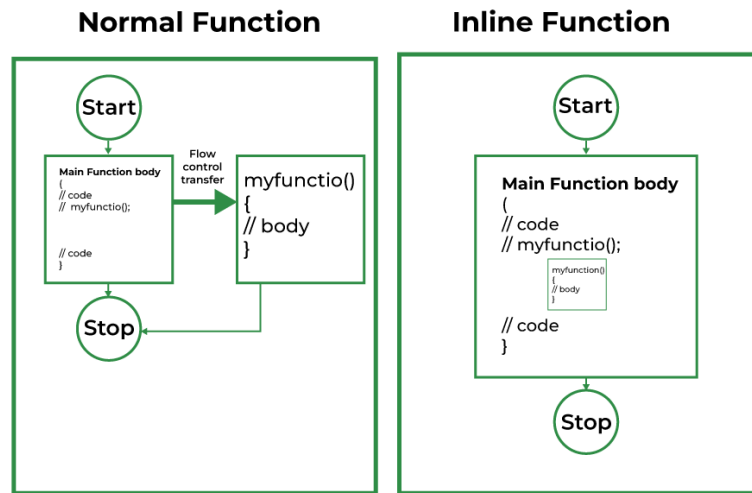 Normal Function
Start
Main Function body
{
// code
// myfunctio();
// code
}
Flow
control
transfer
myfunctio()
{
// body
}
Stop
Inline Function
Start
Main Function body
(
// code
// myfunctio();
myfunction()
{
// body
}
// code
}
Stop